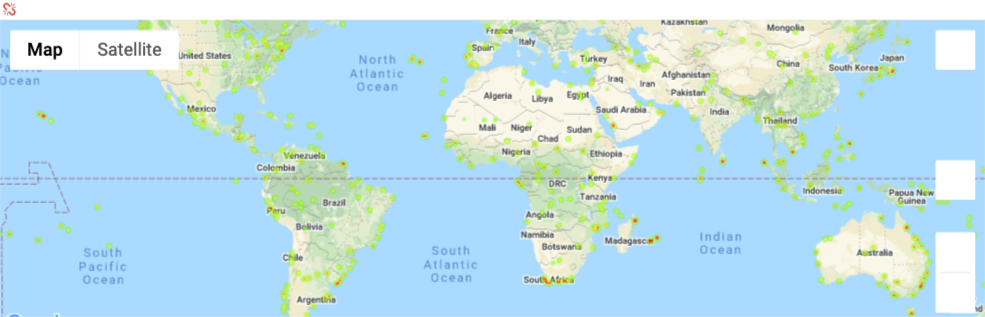 Map
Satellite
United States
Mexico
Venezuela
Colombia
Peru
Brazil
Bolivia
Chile
Argentina
North
Atlantic
Ocean
South
Pacific
Ocean
South
Atlantic
Ocean
France
Spain
Italy
Turkey
Algeria
Libya
Egypt
Iraq
Iran
Saudi Arabia
Mali
Niger
Chad
Sudan
Nigeria
Ethiopia
DRC
Kenya
Tanzania
Angola
Namibia
Botswana
Madagascar
South Africa
Kazakhstan
Mongolia
Afghanistan
Pakistan
China
India
South Korea
Japan
Thailand
Indonesia
Papua New
Guinea
Indian
Ocean
Australia